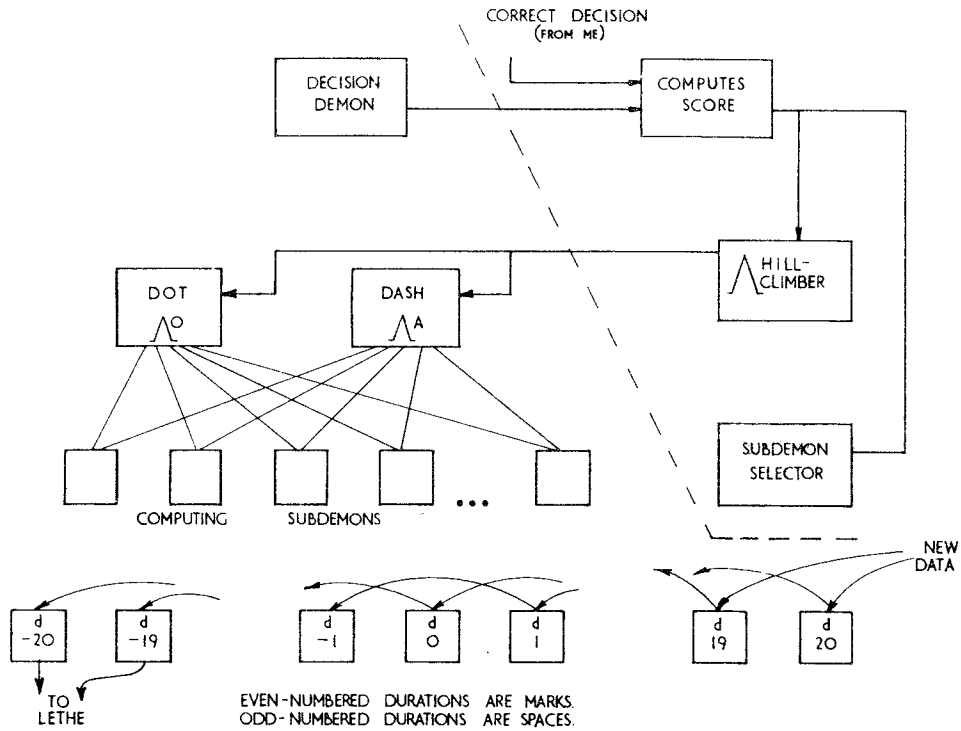 CORRECT DECISION
(FROM ME)
DECISION
DEMON
COMPUTES
SCORE
HILL-
CLIMBER
DOT
O
DASH
A
SUBDEMON
SELECTOR
COMPUTING SUBDEMONS
...
NEW
DATA
d
-20
d
-19
d
-1
d
0
d
1
d
19
d
20
TO
LETHE
EVEN-NUMBERED DURATIONS ARE MARKS.
ODD-NUMBERED DURATIONS ARE SPACES.